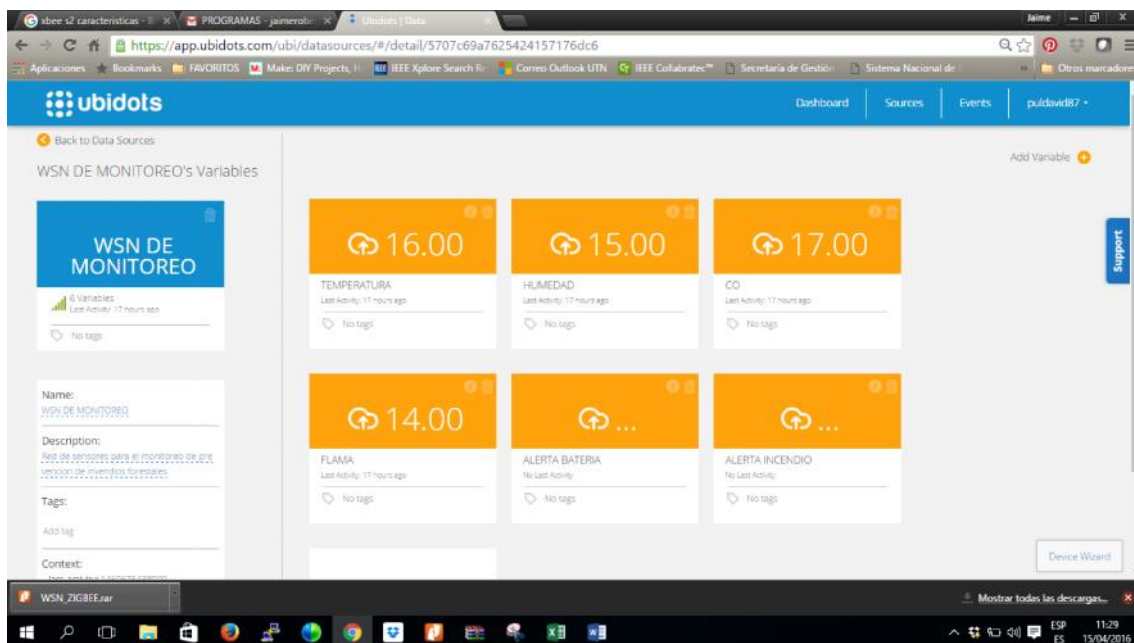 xbee s2 caracteristicas -
PROGRAMAS - jaimerob
Ubidots | Data
Jaime
https://app.ubidots.com/ubi/datasources/#/detail/5707c69a7625424157176dc6
Aplicaciones
Bookmarks
FAVORITOS
Make: DIY Projects,
IEEE Xplore Search
Correo Outlook UTN
IEEE Collabratec™
Secretaría de Gestión
Sistema Nacional de
Otros marcadores
ubidots
Dashboard
Sources
Events
puldavid87
Back to Data Sources
Add Variable
WSN DE MONITOREO's Variables
WSN DE
MONITOREO
6 Variables
Last Activity: 17 hours ago
No tags
16.00
TEMPERATURA
Last Activity: 17 hours ago
No tags
15.00
HUMEDAD
Last Activity: 17 hours ago
No tags
17.00
CO
Last Activity: 17 hours ago
No tags
Support
Name:
WSN DE MONITOREO
Description:
Red de sensores para el monitoreo de pre
vencion de invendios forestales
Tags:
Add tag
Context:
14.00
FLAMA
Last Activity: 17 hours ago
No tags
...
ALERTA BATERIA
No Last Activity
No tags
...
ALERTA INCENDIO
No Last Activity
No tags
Device Wizard
WSN_ZIGBEE.rar
Mostrar todas las descargas...
ESP
ES
11:29
15/04/2016